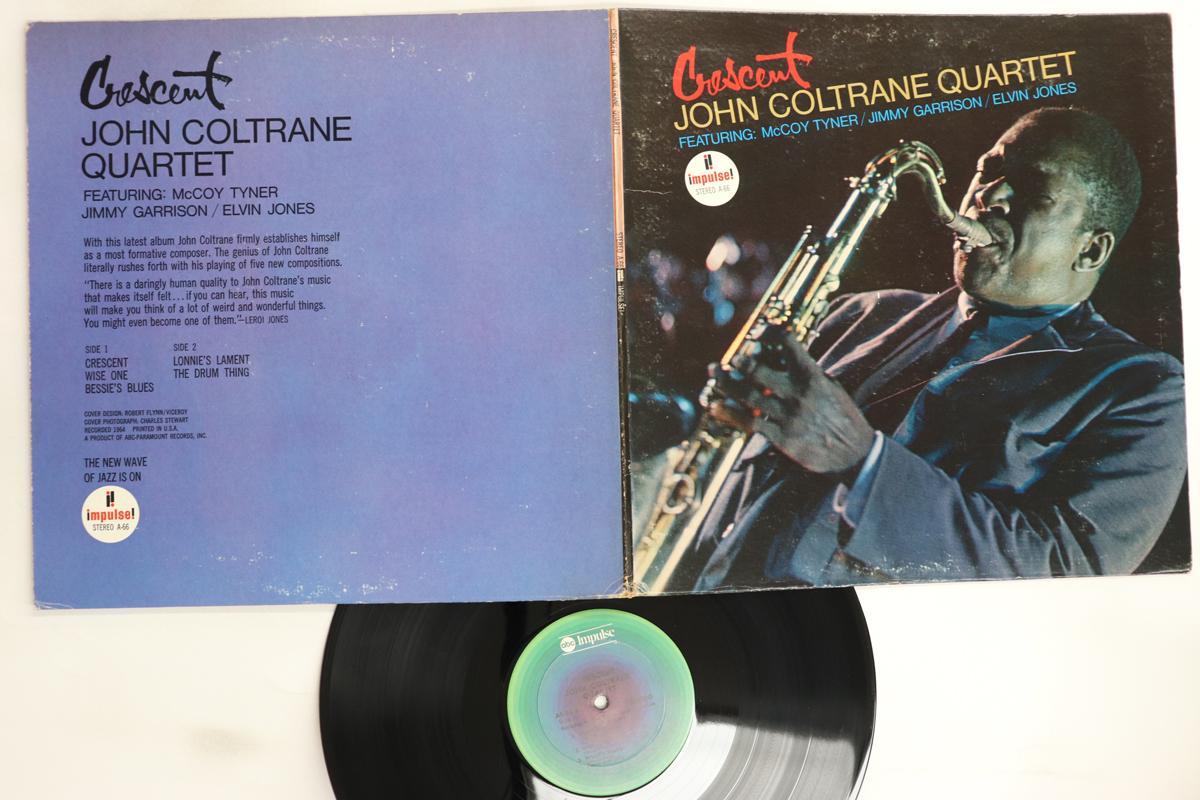 Crescent
JOHN COLTRANE
QUARTET
FEATURING: McCOY TYNER
JIMMY GARRISON / ELVIN JONES
With this latest album John Coltrane firmly establishes himself
as a most formative composer. The genius of John Coltrane
literally rushes forth with his playing of five new compositions.
"There is a daringly human quality to John Coltrane's music
that makes itself felt...if you can hear, this music
will make you think of a lot of weird and wonderful things.
You might even become one of them."—LEROI JONES
SIDE 1
CRESCENT
WISE ONE
BESSIE'S BLUES
SIDE 2
LONNIE'S LAMENT
THE DRUM THING
COVER DESIGN: ROBERT FLYNN/VICEROY
COVER PHOTOGRAPH: CHARLES STEWART
RECORDED 1964 PRINTED IN U.S.A.
A PRODUCT OF ABC-PARAMOUNT RECORDS, INC.
THE NEW WAVE
OF JAZZ IS ON
impulse!
STEREO A-66
Crescent
JOHN COLTRANE QUARTET
FEATURING: McCOY TYNER / JIMMY GARRISON / ELVIN JONES
impulse!
STEREO A-66
abc Impulse